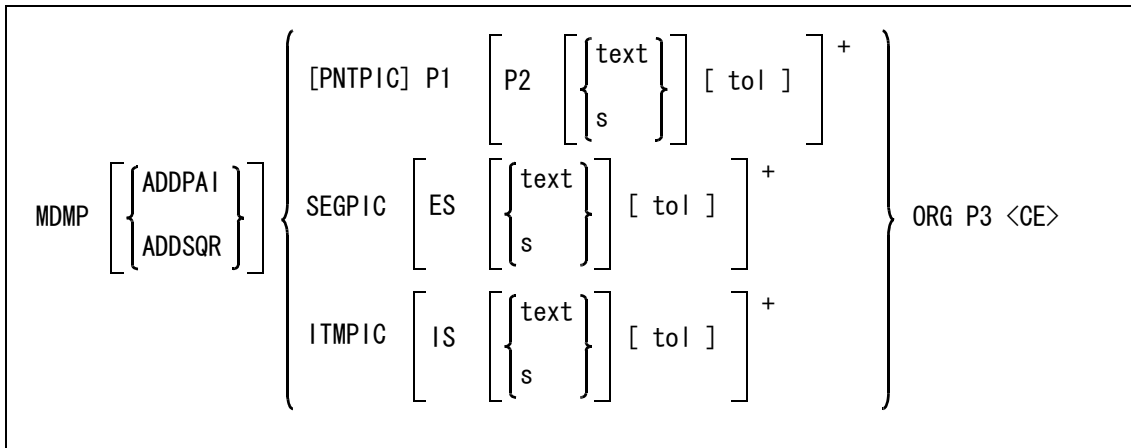 [PNTPIC] P1 [ P2 [ { text
s } ] [ tol ] ] +
MDMP [ { ADDPAI
ADDSQR } ]
SEGPIC [ ES [ { text
s } ] [ tol ] ] +
ORG P3 <CE>
ITMPIC [ IS [ { text
s } ] [ tol ] ] +